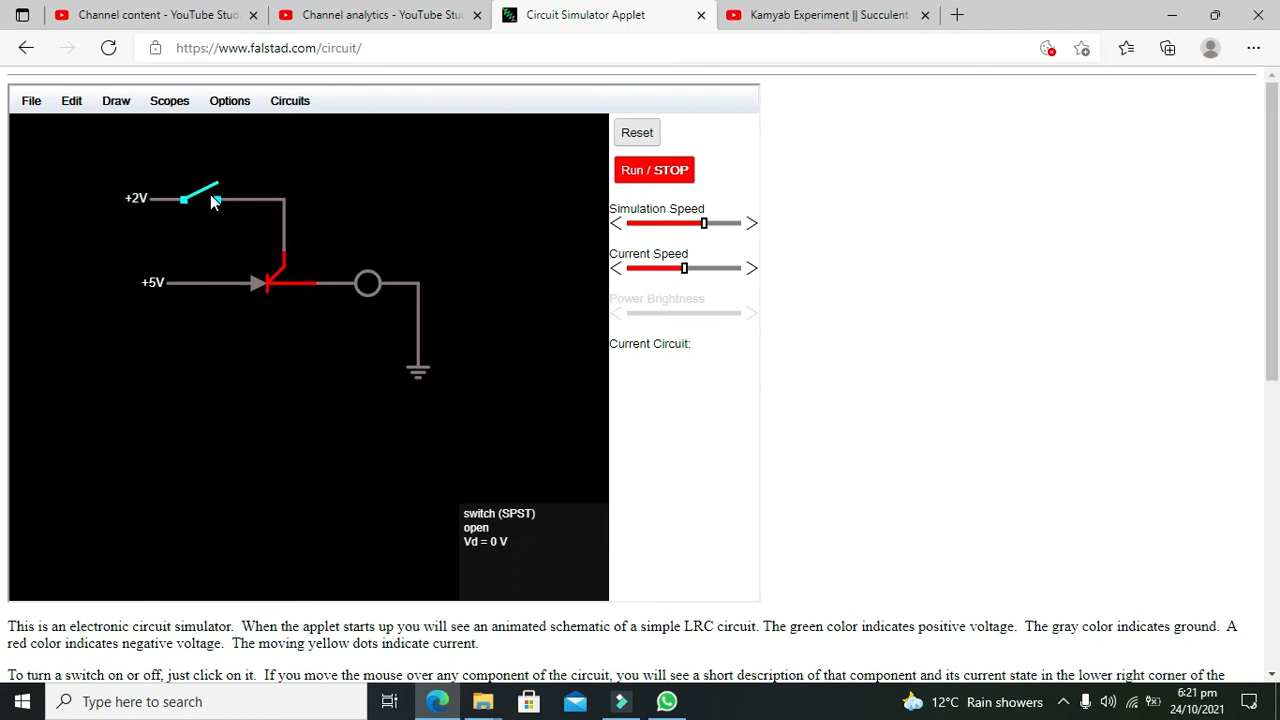 Channel content - YouTube Stud
Channel analytics - YouTube Stu
Circuit Simulator Applet
Kamyab Experiment || Succulent
https://www.falstad.com/circuit/
File Edit Draw Scopes Options Circuits
Reset
Run / STOP
+2V
Simulation Speed
Current Speed
+5V
Power Brightness
Current Circuit:
switch (SPST)
open
Vd = 0 V
This is an electronic circuit simulator. When the applet starts up you will see an animated schematic of a simple LRC circuit. The green color indicates positive voltage. The gray color indicates ground. A
red color indicates negative voltage. The moving yellow dots indicate current.
To turn a switch on or off, just click on it. If you move the mouse over any component of the circuit, you will see a short description of that component and its current state in the lower right corner of the
Type here to search
12°C Rain showers
6:21 pm
24/10/2021